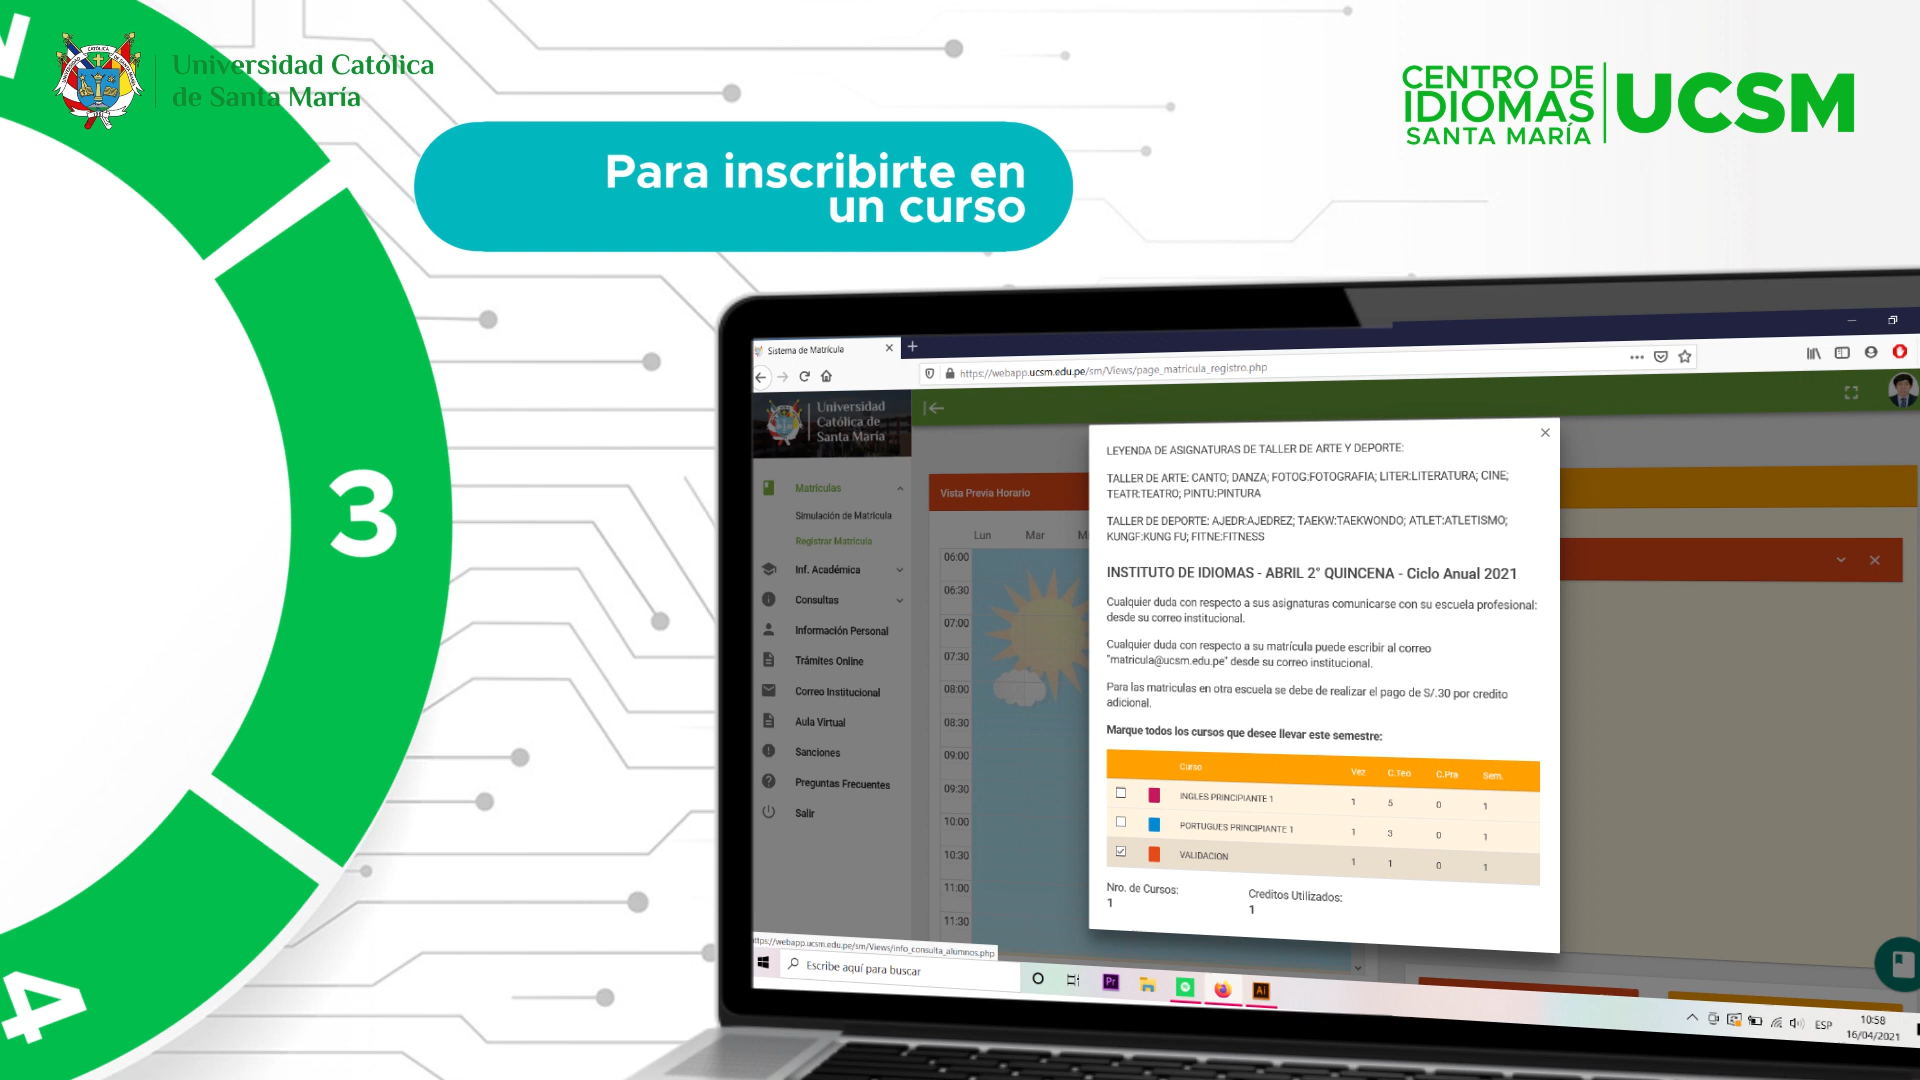 Universidad Católica
de Santa María
CENTRO DE
IDIOMAS
SANTA MARÍA
UCSM
Para inscribirte en
un curso
3
4
Sistema de Matrícula
https://webapp.ucsm.edu.pe/sm/Views/page_matricula_registro.php
Universidad
Católica de
Santa María
Matriculas
Simulación de Matricula
Registrar Matricula
Inf. Académica
Consultas
Información Personal
Trámites Online
Correo Institucional
Aula Virtual
Sanciones
Preguntas Frecuentes
Salir
Vista Previa Horario
Lun Mar
06:00
06:30
07:00
07:30
08:00
08:30
09:00
09:30
10:00
10:30
11:00
11:30
LEYENDA DE ASIGNATURAS DE TALLER DE ARTE Y DEPORTE:
TALLER DE ARTE: CANTO; DANZA; FOTOG:FOTOGRAFIA; LITER:LITERATURA; CINE;
TEATR:TEATRO; PINTU:PINTURA
TALLER DE DEPORTE: AJEDR:AJEDREZ; TAEKW:TAEKWONDO; ATLET:ATLETISMO;
KUNGF:KUNG FU; FITNE:FITNESS
INSTITUTO DE IDIOMAS - ABRIL 2° QUINCENA - Ciclo Anual 2021
Cualquier duda con respecto a sus asignaturas comunicarse con su escuela profesional:
desde su correo institucional.
Cualquier duda con respecto a su matrícula puede escribir al correo
"matricula@ucsm.edu.pe" desde su correo institucional.
Para las matriculas en otra escuela se debe de realizar el pago de S/.30 por credito
adicional.
Marque todos los cursos que desee llevar este semestre:
Curso Vez C.Teo C.Pra Sem.
INGLES PRINCIPIANTE 1 1 5 0 1
PORTUGUES PRINCIPIANTE 1 1 3 0 1
VALIDACION 1 1 0 1
Nro. de Cursos: Creditos Utilizados:
1 1
https://webapp.ucsm.edu.pe/sm/Views/info_consulta_alumnos.php
Escribe aquí para buscar
Pr
Ai
ESP
10:58
16/04/2021